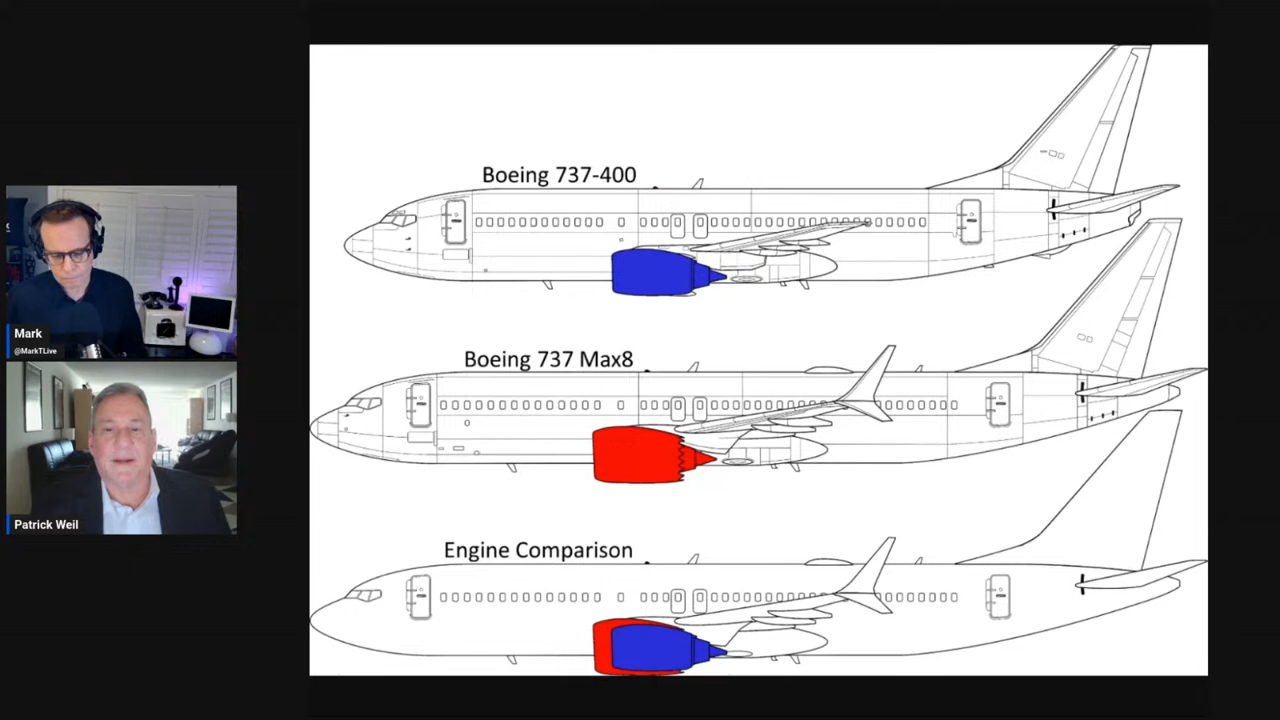 Mark
@MarkTLive
Patrick Weil
Boeing 737-400
Boeing 737 Max8
Engine Comparison